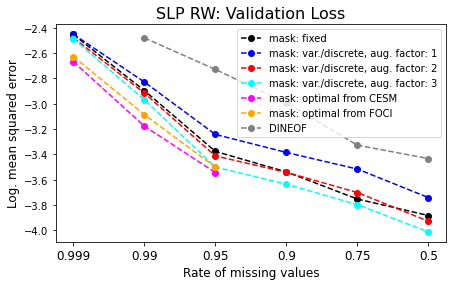 SLP RW: Validation Loss
Log. mean squared error
−2.4
−2.6
−2.8
−3.0
−3.2
−3.4
−3.6
−3.8
−4.0
mask: fixed
mask: var./discrete, aug. factor: 1
mask: var./discrete, aug. factor: 2
mask: var./discrete, aug. factor: 3
mask: optimal from CESM
mask: optimal from FOCI
DINEOF
0.999 0.99 0.95 0.9 0.75 0.5
Rate of missing values